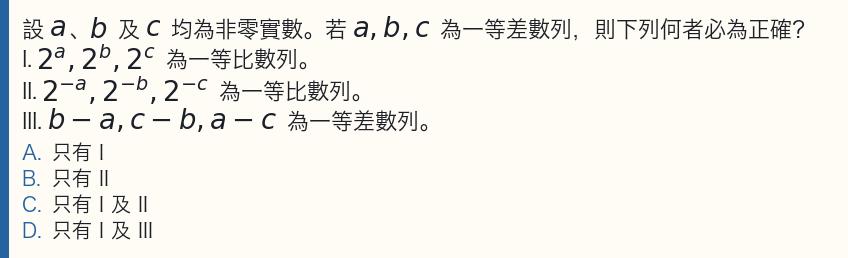 設 a、b 及 c 均為非零實數。若 a, b, c 為一等差數列，則下列何者必為正確？
I. 2^a, 2^b, 2^c 為一等比數列。
II. 2^{-a}, 2^{-b}, 2^{-c} 為一等比數列。
III. b − a, c − b, a − c 為一等差數列。
A. 只有 I
B. 只有 II
C. 只有 I 及 II
D. 只有 I 及 III